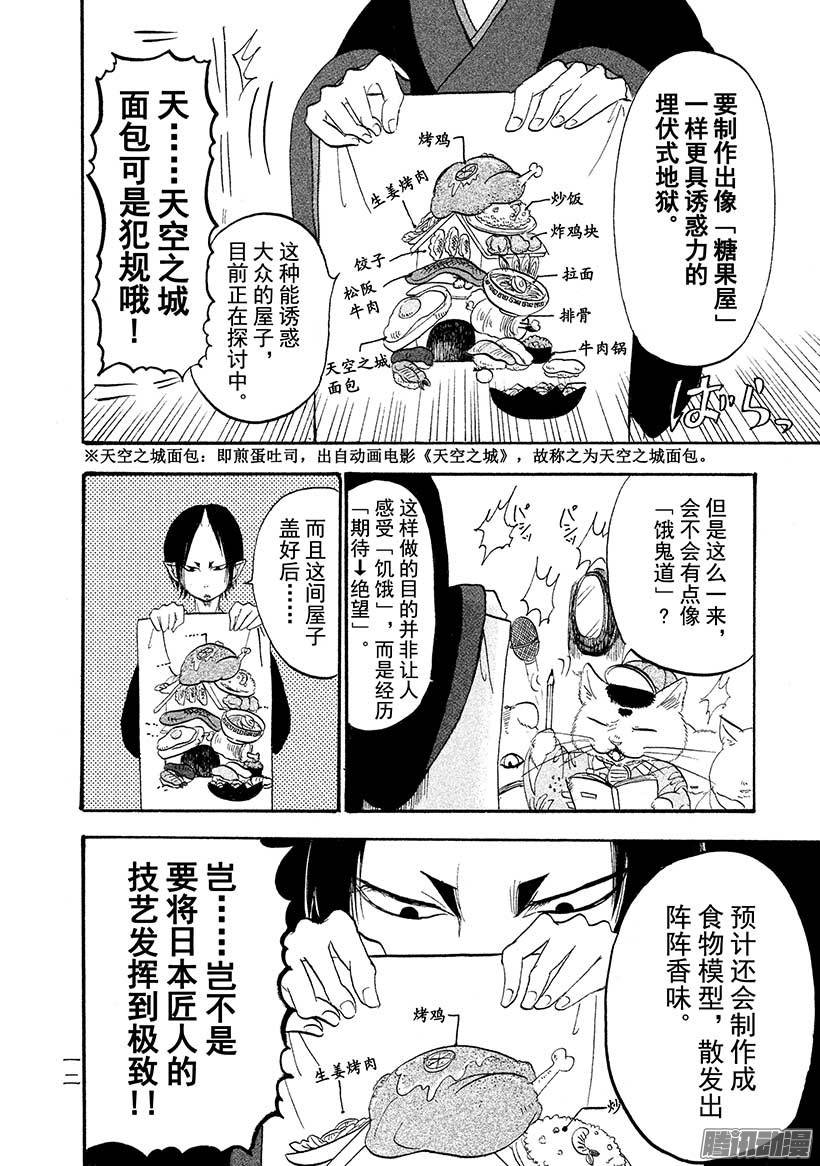 要制作出像「糖果屋」
一样更具诱惑力的
埋伏式地狱。
烤鸡
生姜烤肉
炒饭
炸鸡块
饺子
拉面
松阪
牛肉
排骨
牛肉锅
天空之城
面包
ばらっ
这种能诱惑
大众的屋子，
目前正在探讨中。
天……天空之城
面包可是犯规哦！
※天空之城面包：即煎蛋吐司，出自动画电影《天空之城》，故称之为天空之城面包。
但是这么一来，
会不会有点像
「饿鬼道」？
这样做的目的并非让人
感受「饥饿」，而是经历
「期待➡绝望」。
而且这间屋子
盖好后……
预计还会制作成
食物模型，散发出
阵阵香味。
岂……岂不是
要将日本匠人的
技艺发挥到极致！！
烤鸡
生姜烤肉
炒
一二
腾讯动漫